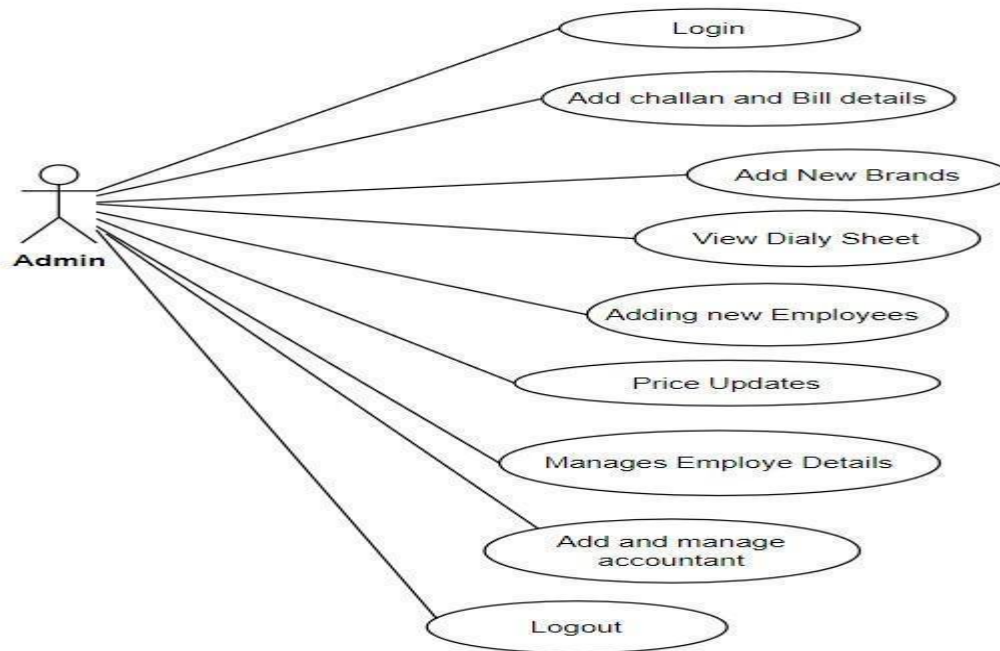 Login
Add challan and Bill details
Add New Brands
View Dialy Sheet
Admin
Adding new Employees
Price Updates
Manages Employe Details
Add and manage
accountant
Logout